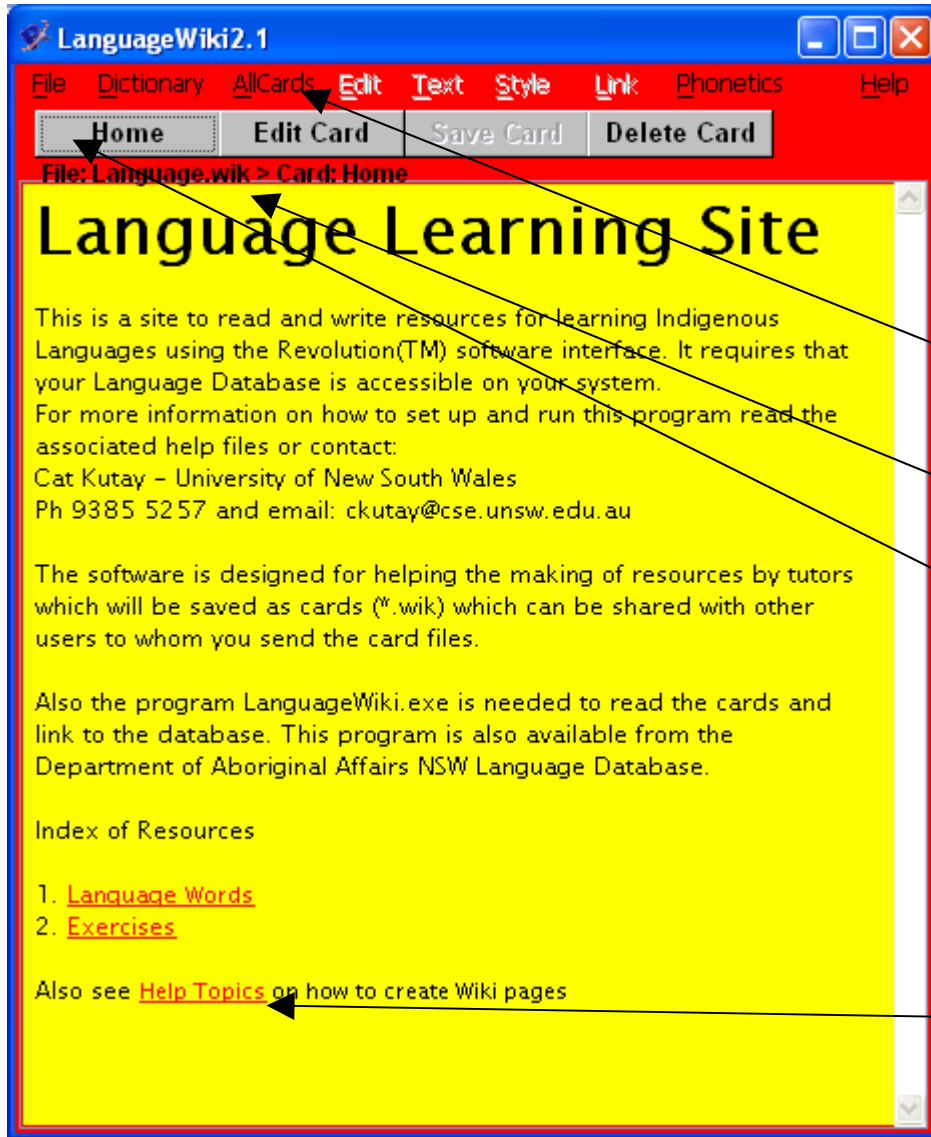 LanguageWiki2.1
File Dictionary AllCards Edit Text Style Link Phonetics Help
Home Edit Card Save Card Delete Card
File: Language.wik > Card: Home
Language Learning Site
This is a site to read and write resources for learning Indigenous
Languages using the Revolution(TM) software interface. It requires that
your Language Database is accessible on your system.
For more information on how to set up and run this program read the
associated help files or contact:
Cat Kutay – University of New South Wales
Ph 9385 5257 and email: ckutay@cse.unsw.edu.au
The software is designed for helping the making of resources by tutors
which will be saved as cards (*.wik) which can be shared with other
users to whom you send the card files.
Also the program LanguageWiki.exe is needed to read the cards and
link to the database. This program is also available from the
Department of Aboriginal Affairs NSW Language Database.
Index of Resources
1. Language Words
2. Exercises
Also see Help Topics on how to create Wiki pages